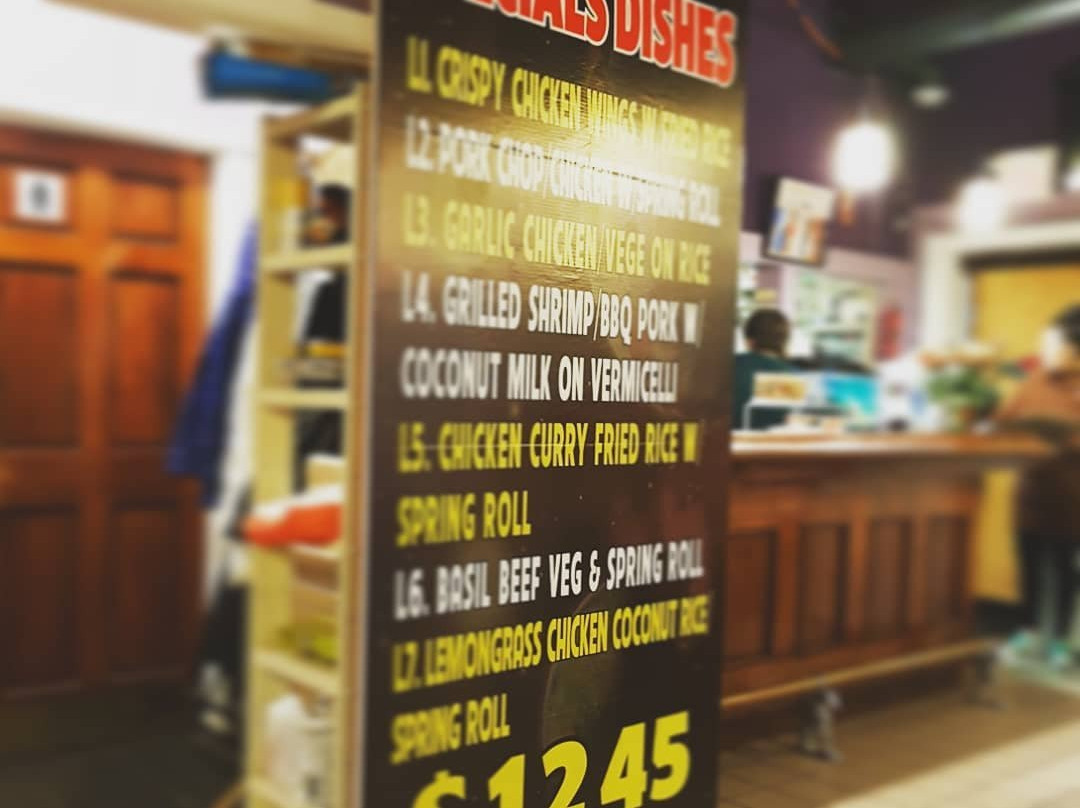 ECIALS DISHES
L1. CRISPY CHICKEN WINGS W/ FRIED RICE
L2. PORK CHOP/CHICKEN W/SPRING ROLL
L3. GARLIC CHICKEN/VEGE ON RICE
L4. GRILLED SHRIMP/BBQ PORK W/
COCONUT MILK ON VERMICELLI
L5. CHICKEN CURRY FRIED RICE W/
SPRING ROLL
L6. BASIL BEEF VEG & SPRING ROLL
L7. LEMONGRASS CHICKEN COCONUT RICE/
SPRING ROLL
$12.45